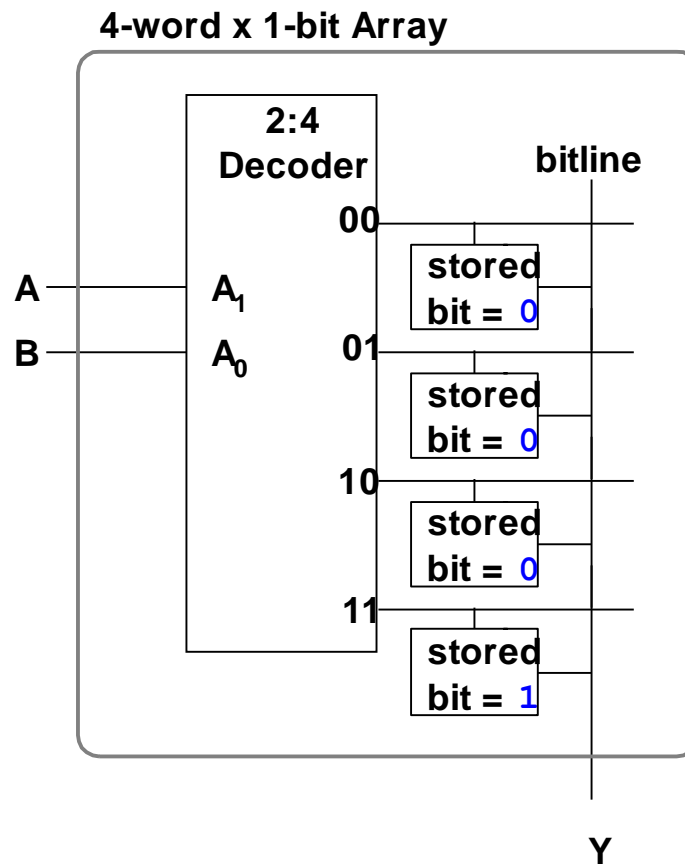 4-word x 1-bit Array
2:4
Decoder
bitline
00
stored
bit = 0
A
A1
B
A0
01
stored
bit = 0
10
stored
bit = 0
11
stored
bit = 1
Y